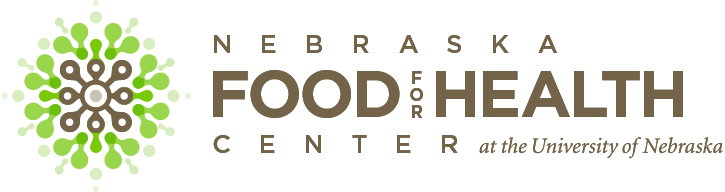 NEBRASKA
FOOD FOR HEALTH
CENTER at the University of Nebraska